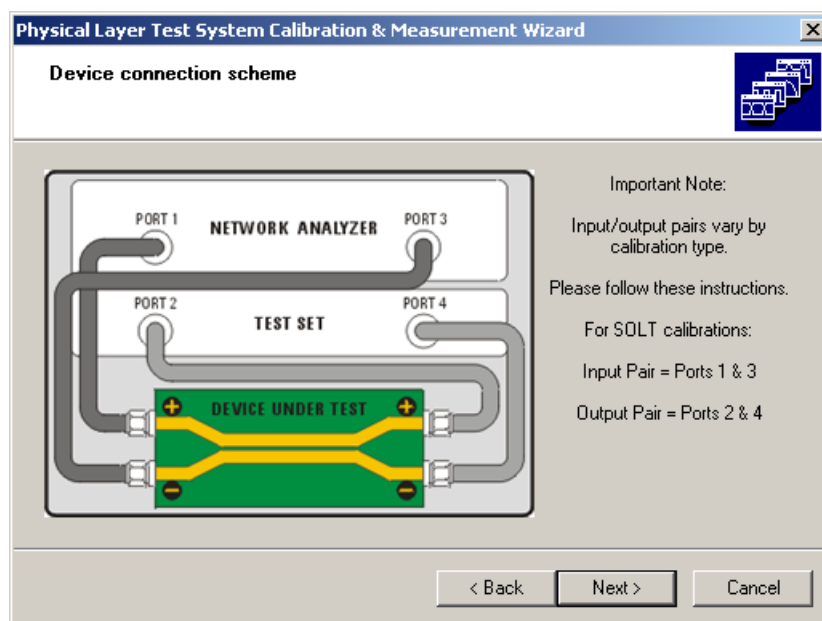 Physical Layer Test System Calibration & Measurement Wizard
Device connection scheme
PORT 1
NETWORK ANALYZER
PORT 3
PORT 2
TEST SET
PORT 4
DEVICE UNDER TEST
Important Note:
Input/output pairs vary by
calibration type.
Please follow these instructions.
For SOLT calibrations:
Input Pair = Ports 1 & 3
Output Pair = Ports 2 & 4
< Back
Next >
Cancel